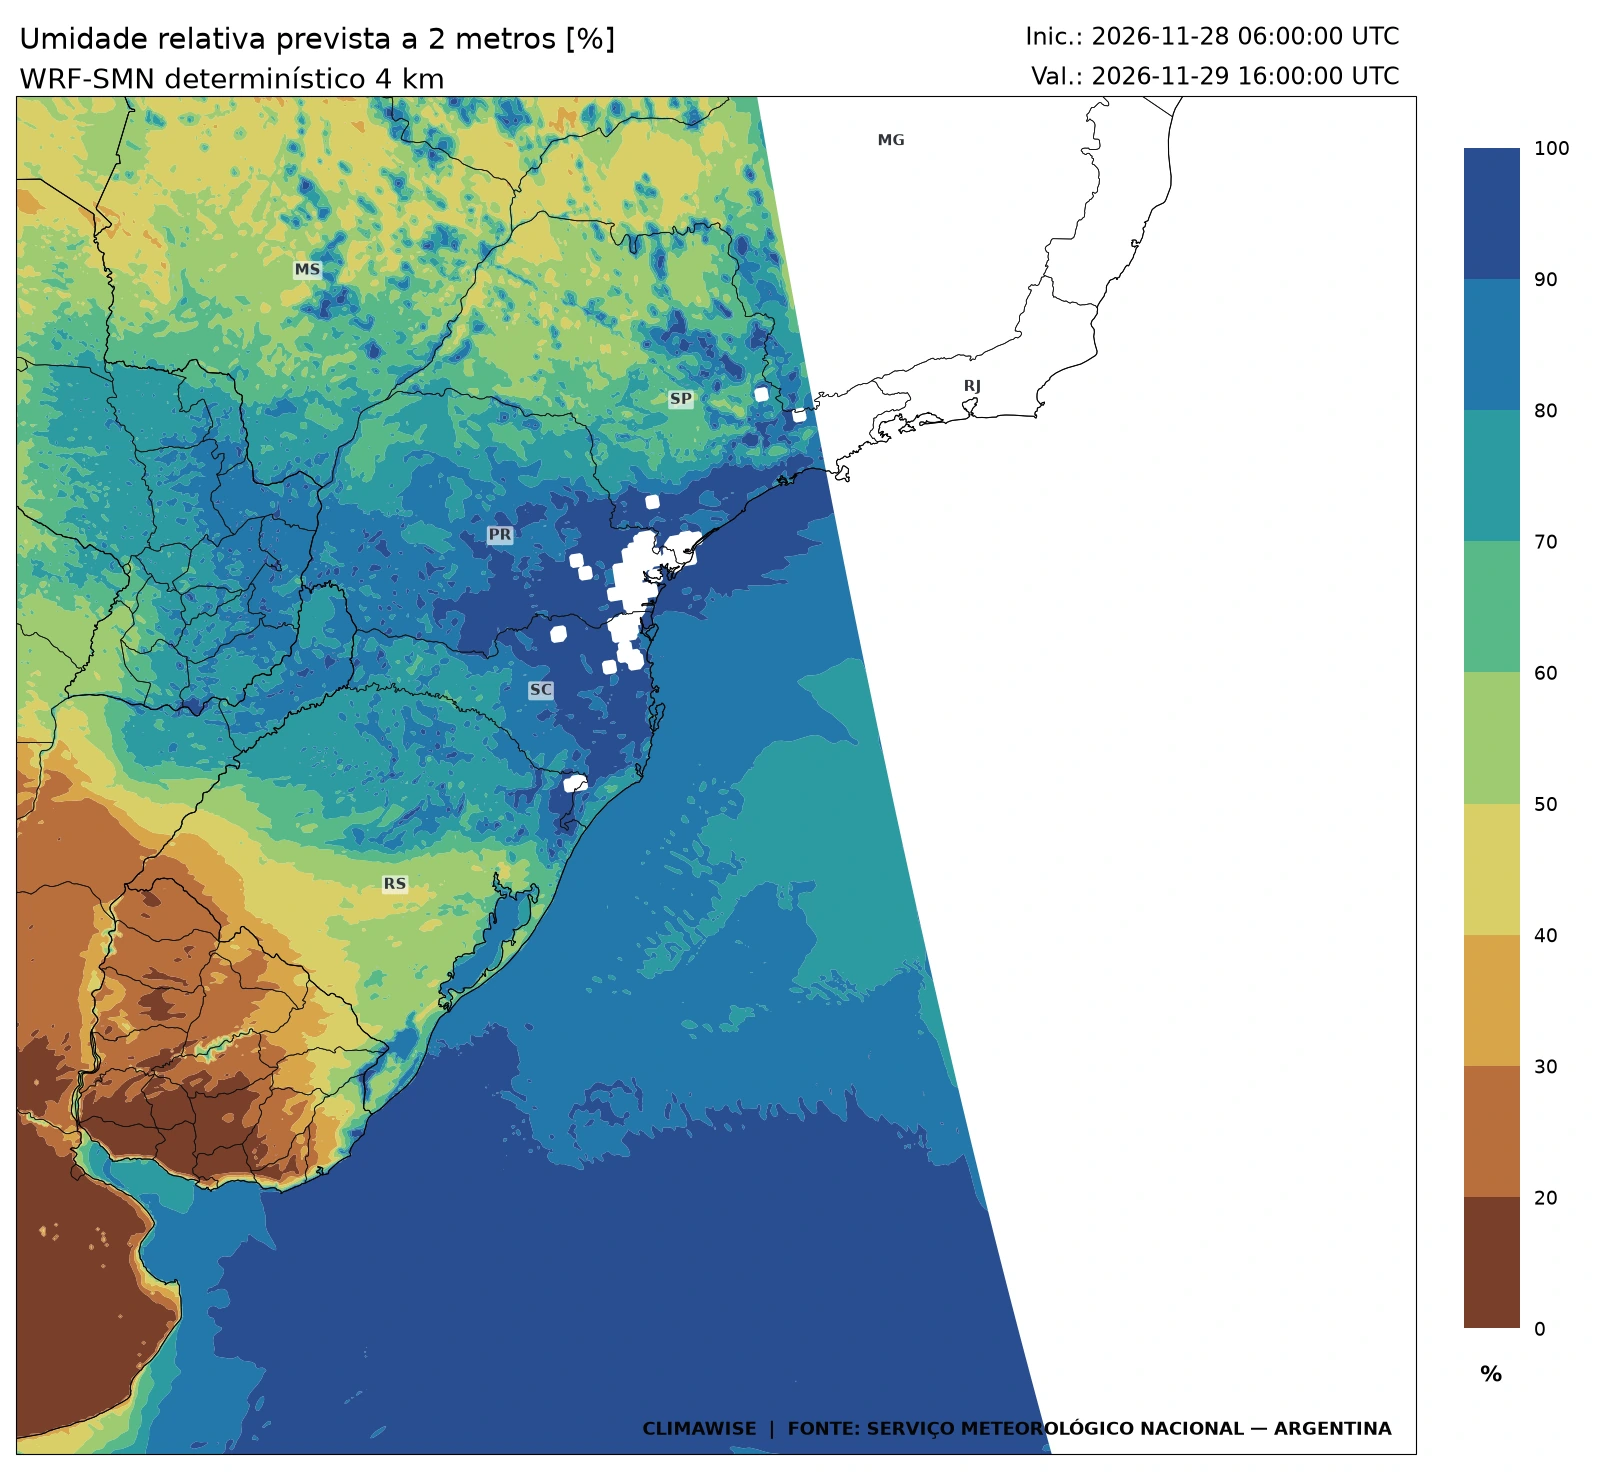 Umidade relativa prevista a 2 metros [%]
WRF-SMN determinístico 4 km
Inic.: 2026-11-28 06:00:00 UTC
Val.: 2026-11-29 16:00:00 UTC
MG
MS
RJ
SP
PR
SC
RS
100
90
80
70
60
50
40
30
20
0
%
CLIMAWISE | FONTE: SERVIÇO METEOROLÓGICO NACIONAL — ARGENTINA